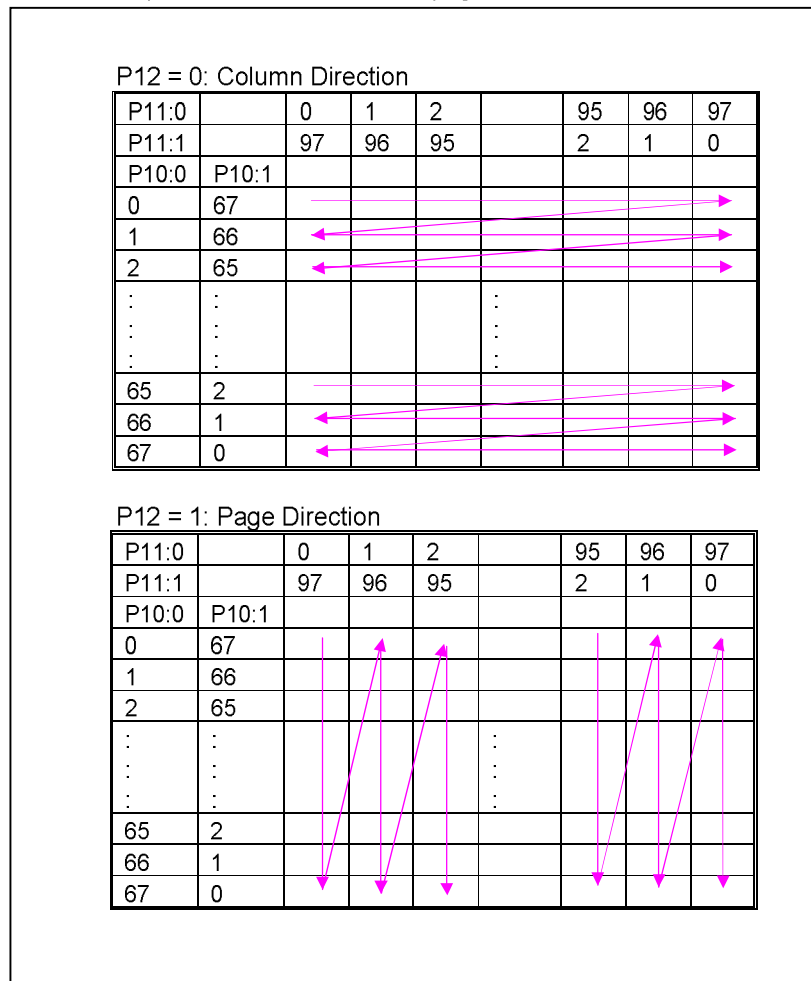 P12 = 0: Column Direction
P11:0 0 1 2 95 96 97
P11:1 97 96 95 2 1 0
P10:0 P10:1
0 67
1 66
2 65
: : :
: : :
: : :
65 2
66 1
67 0
P12 = 1: Page Direction
P11:0 0 1 2 95 96 97
P11:1 97 96 95 2 1 0
P10:0 P10:1
0 67
1 66
2 65
: : :
: : :
: : :
65 2
66 1
67 0